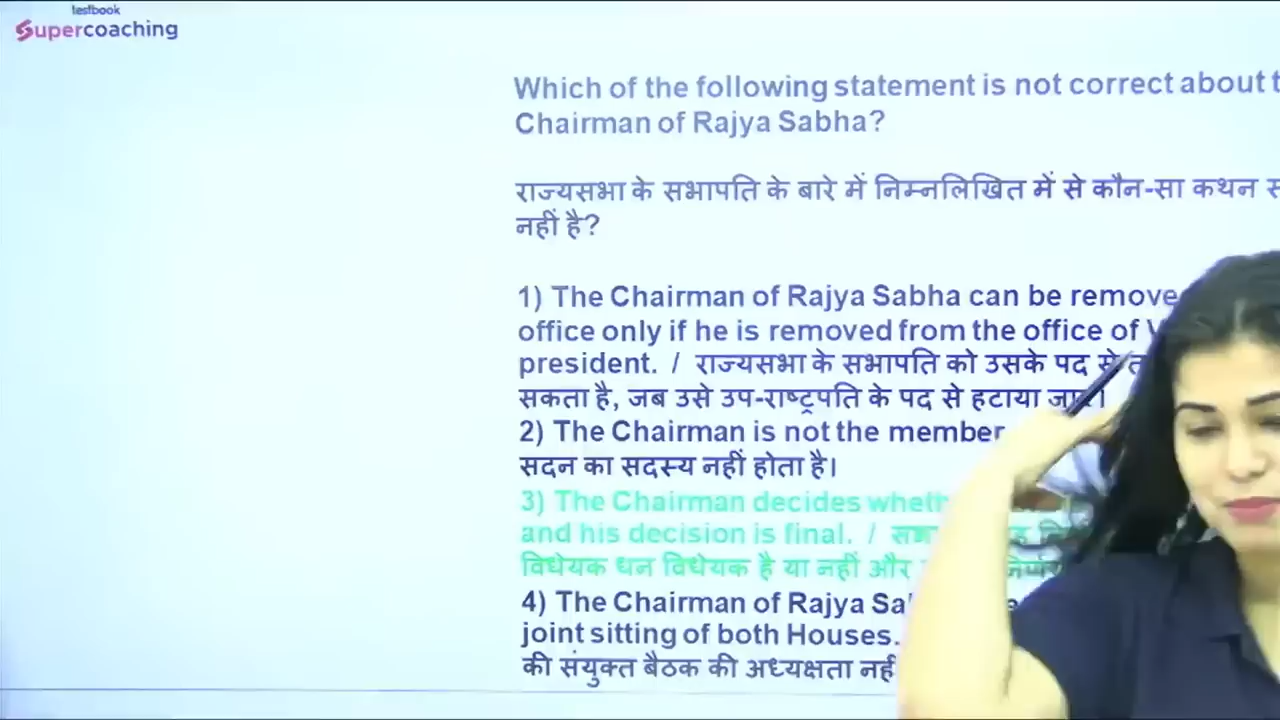 testbook
Supercoaching
Which of the following statement is not correct about
Chairman of Rajya Sabha?
राज्यसभा के सभापति के बारे में निम्नलिखित में से कौन-सा कथन
नहीं है?
1) The Chairman of Rajya Sabha can be
office only if he is removed from the office of
president. / राज्यसभा के सभापति को उसके पद से
सकता है, जब उसे उप-राष्ट्रपति के पद से हटाया जाए।
2) The Chairman is not the member
सदन का सदस्य नहीं होता है।
3) The Chairman decides
and his decision is final. /
विधेयक धन विधेयक है या नहीं और
4) The Chairman of Rajya
joint sitting of both Houses.
की संयुक्त बैठक की अध्यक्षता